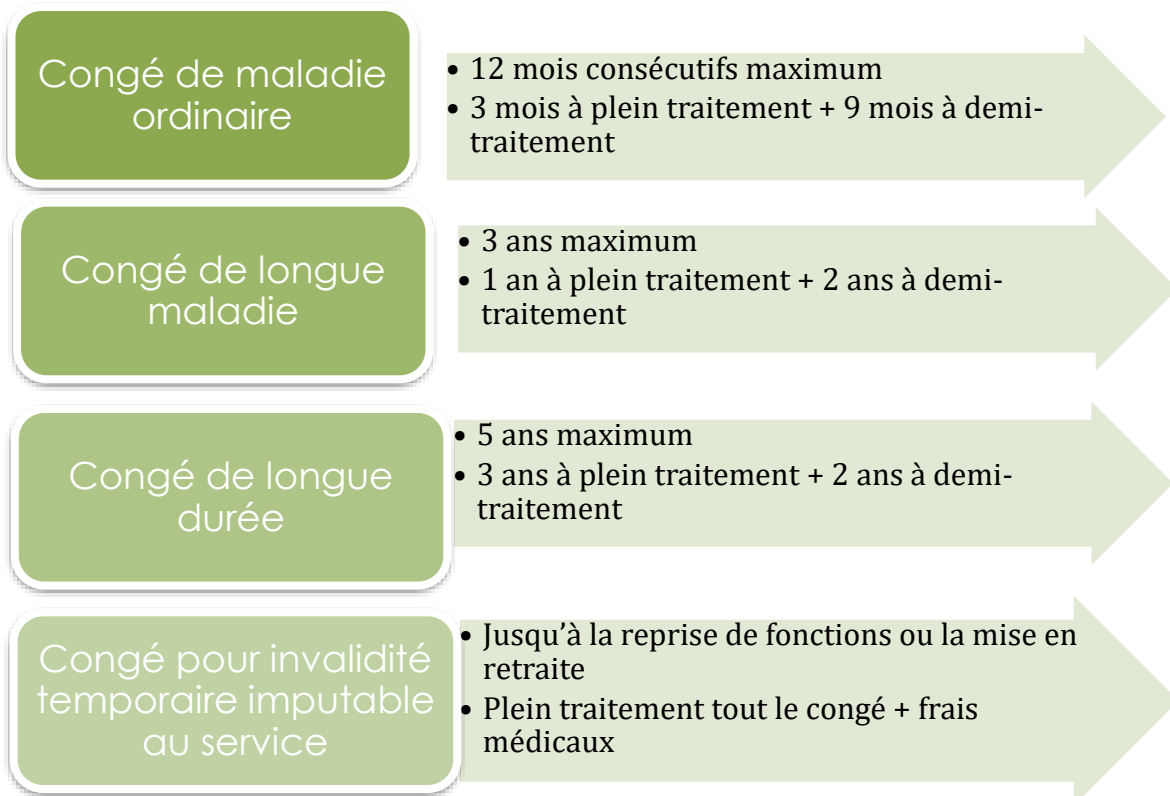 Congé de maladie
ordinaire
• 12 mois consécutifs maximum
• 3 mois à plein traitement + 9 mois à demi-
traitement
Congé de longue
maladie
• 3 ans maximum
• 1 an à plein traitement + 2 ans à demi-
traitement
Congé de longue
durée
• 5 ans maximum
• 3 ans à plein traitement + 2 ans à demi-
traitement
Congé pour invalidité
temporaire imputable
au service
• Jusqu’à la reprise de fonctions ou la mise en
retraite
• Plein traitement tout le congé + frais
médicaux